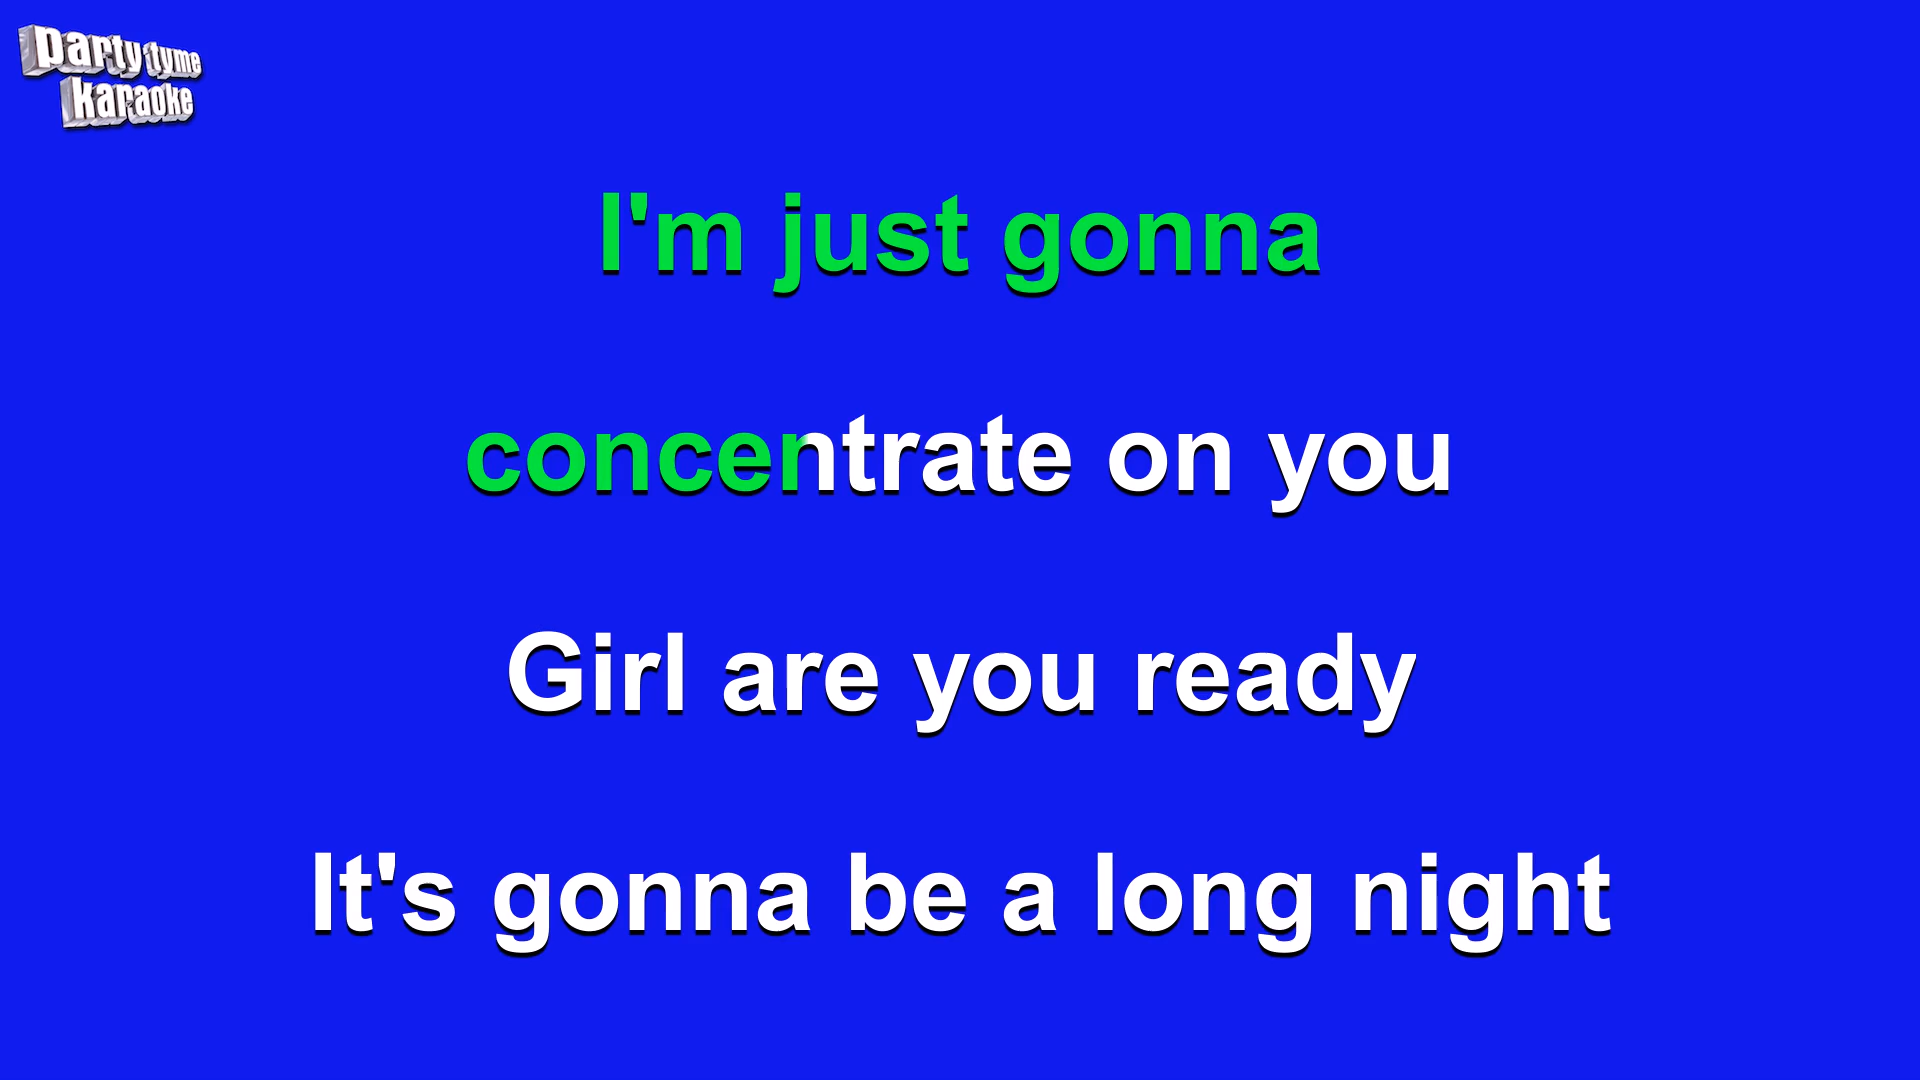 party tyme
karaoke
I'm just gonna
concentrate on you
Girl are you ready
It's gonna be a long night